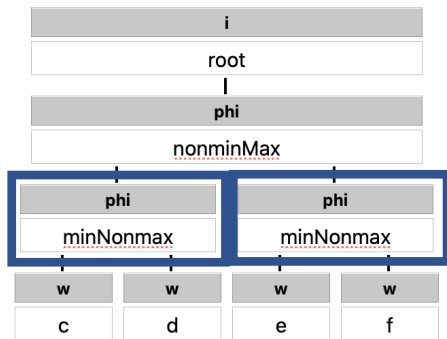 i
root
phi
nonminMax
phi phi
minNonmax minNonmax
w w w w
c d e f